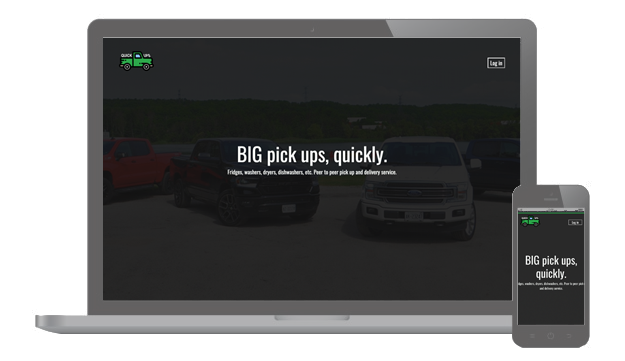 QUICK UPS
Log in
BIG pick ups, quickly.
Fridges, washers, dryers, dishwashers, etc. Peer to peer pick up and delivery service.
Log in
BIG pick ups,
quickly.
dges, washers, dryers, dishwashers, etc. Peer to peer pick
and delivery service.